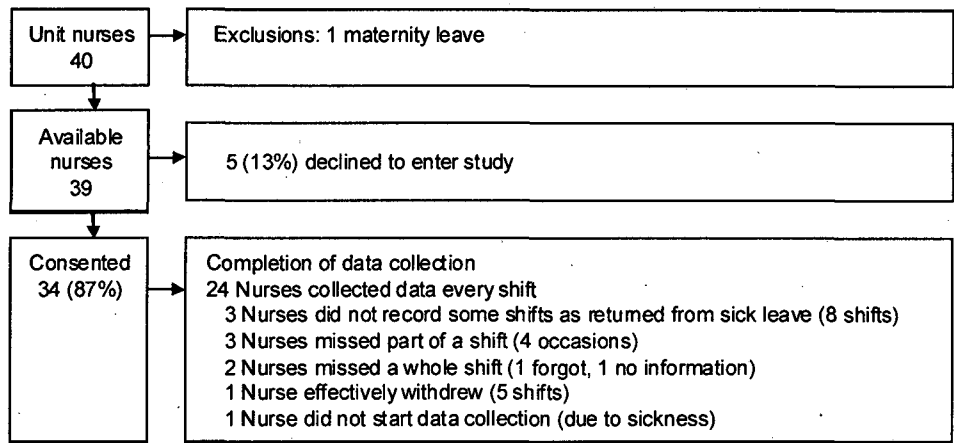 Unit nurses
40
Exclusions: 1 maternity leave
Available
nurses
39
5 (13%) declined to enter study
Consented
34 (87%)
Completion of data collection
24 Nurses collected data every shift
3 Nurses did not record some shifts as returned from sick leave (8 shifts)
3 Nurses missed part of a shift (4 occasions)
2 Nurses missed a whole shift (1 forgot, 1 no information)
1 Nurse effectively withdrew (5 shifts)
1 Nurse did not start data collection (due to sickness)